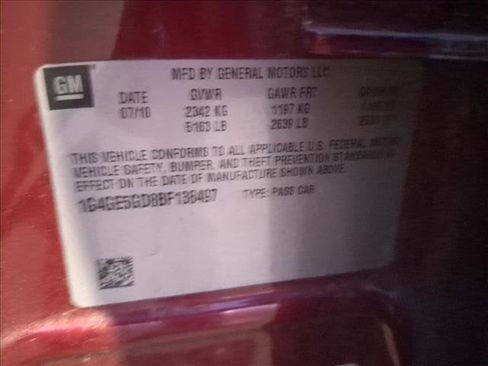 GM
MFD BY GENERAL MOTORS LLC
DATE GVWR GAWR FRT
07/10 2342 KG 1197 KG
5163 LB 2639 LB
THIS VEHICLE CONFORMS TO ALL APPLICABLE U.S. FEDERAL MOTOR
VEHICLE SAFETY, BUMPER, AND THEFT PREVENTION STANDARDS IN
EFFECT ON THE DATE OF MANUFACTURE SHOWN ABOVE.
1G4GE5GD8BF138497 TYPE: PASS CAR